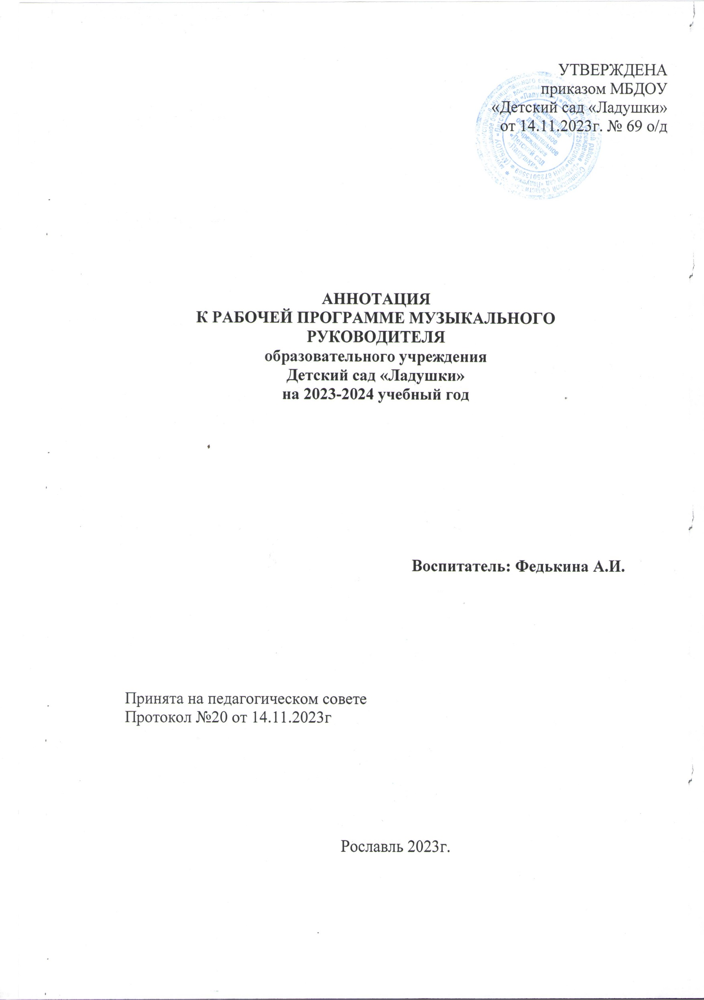 УТВЕРЖДЕНА
приказом МБДОУ
«Детский сад «Ладушки»
от 14.11.2023г. № 69 о/д
АННОТАЦИЯ
К РАБОЧЕЙ ПРОГРАММЕ МУЗЫКАЛЬНОГО
РУКОВОДИТЕЛЯ
образовательного учреждения
Детский сад «Ладушки»
на 2023-2024 учебный год
Воспитатель: Федькина А.И.
Принята на педагогическом совете
Протокол №20 от 14.11.2023г
Рославль 2023г.